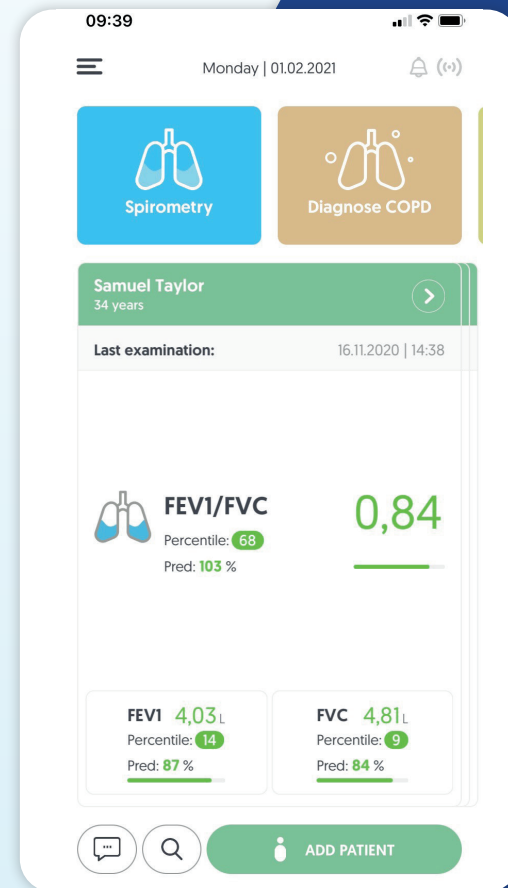 09:39
Monday | 01.02.2021
Spirometry
Diagnose COPD
Samuel Taylor
34 years
Last examination: 16.11.2020 | 14:38
FEV1/FVC 0,84
Percentile: 68
Pred: 103 %
FEV1 4,03 L
Percentile: 14
Pred: 87 %
FVC 4,81 L
Percentile: 9
Pred: 84 %
ADD PATIENT